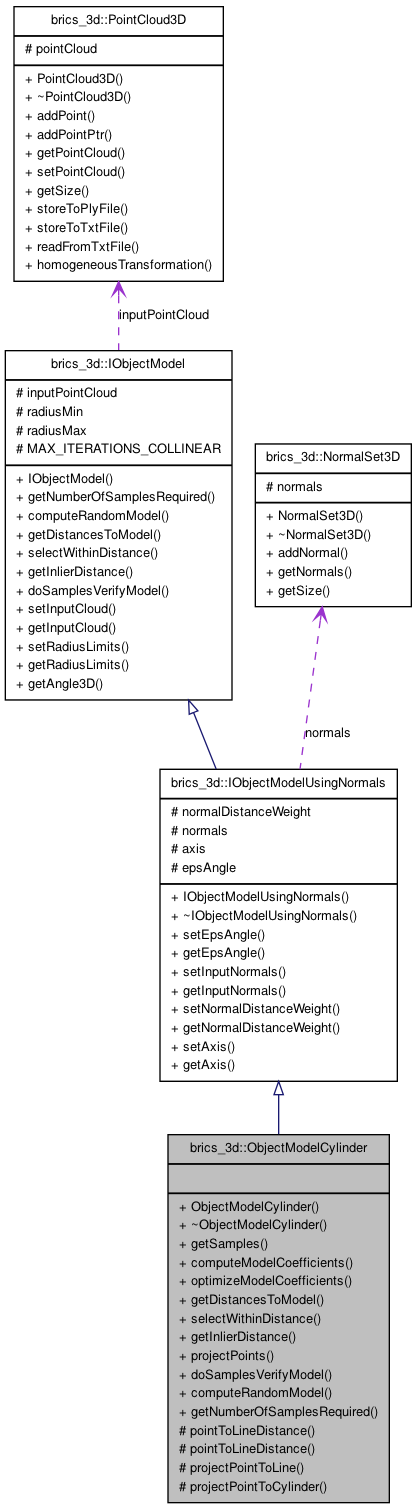 brics_3d::PointCloud3D
# pointCloud
+ PointCloud3D()
+ ~PointCloud3D()
+ addPoint()
+ addPointPtr()
+ getPointCloud()
+ setPointCloud()
+ getSize()
+ storeToPlyFile()
+ storeToTxtFile()
+ readFromTxtFile()
+ homogeneousTransformation()
inputPointCloud
brics_3d::IObjectModel
# inputPointCloud
# radiusMin
# radiusMax
# MAX_ITERATIONS_COLLINEAR
+ IObjectModel()
+ getNumberOfSamplesRequired()
+ computeRandomModel()
+ getDistancesToModel()
+ selectWithinDistance()
+ getInlierDistance()
+ doSamplesVerifyModel()
+ setInputCloud()
+ getInputCloud()
+ setRadiusLimits()
+ getRadiusLimits()
+ getAngle3D()
brics_3d::NormalSet3D
# normals
+ NormalSet3D()
+ ~NormalSet3D()
+ addNormal()
+ getNormals()
+ getSize()
normals
brics_3d::IObjectModelUsingNormals
# normalDistanceWeight
# normals
# axis
# epsAngle
+ IObjectModelUsingNormals()
+ ~IObjectModelUsingNormals()
+ setEpsAngle()
+ getEpsAngle()
+ setInputNormals()
+ getInputNormals()
+ setNormalDistanceWeight()
+ getNormalDistanceWeight()
+ setAxis()
+ getAxis()
brics_3d::ObjectModelCylinder
+ ObjectModelCylinder()
+ ~ObjectModelCylinder()
+ getSamples()
+ computeModelCoefficients()
+ optimizeModelCoefficients()
+ getDistancesToModel()
+ selectWithinDistance()
+ getInlierDistance()
+ projectPoints()
+ doSamplesVerifyModel()
+ computeRandomModel()
+ getNumberOfSamplesRequired()
# pointToLineDistance()
# pointToLineDistance()
# projectPointToLine()
# projectPointToCylinder()